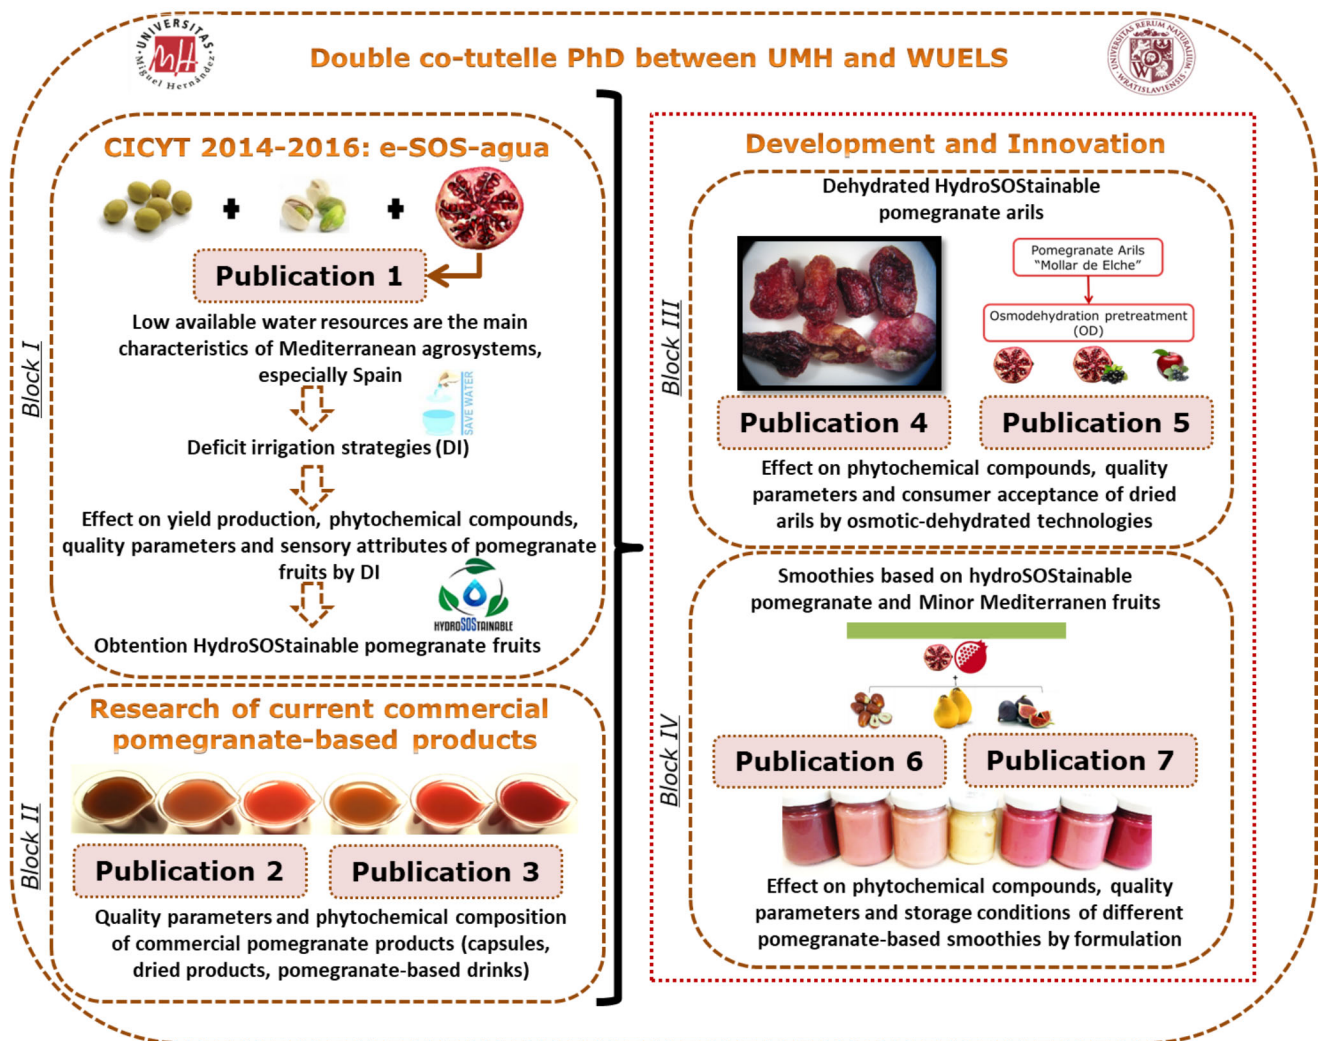 UNIVERSITAS
Miguel Hernández
Double co-tutelle PhD between UMH and WUELS
UNIVERSITAS RERUM NATURALIUM
WRATISLAVIENSIS
Block I
CICYT 2014-2016: e-SOS-agua
Publication 1
Low available water resources are the main
characteristics of Mediterranean agrosystems,
especially Spain
SAVE WATER
Deficit irrigation strategies (DI)
Effect on yield production, phytochemical compounds,
quality parameters and sensory attributes of pomegranate
fruits by DI
HYDROSOSTAINABLE
Obtention HydroSOStainable pomegranate fruits
Block II
Research of current commercial
pomegranate-based products
Publication 2
Publication 3
Quality parameters and phytochemical composition
of commercial pomegranate products (capsules,
dried products, pomegranate-based drinks)
Development and Innovation
Block III
Dehydrated HydroSOStainable
pomegranate arils
Pomegranate Arils
“Mollar de Elche”
Osmodehydration pretreatment
(OD)
Publication 4
Publication 5
Effect on phytochemical compounds, quality
parameters and consumer acceptance of dried
arils by osmotic-dehydrated technologies
Block IV
Smoothies based on hydroSOStainable
pomegranate and Minor Mediterranen fruits
+
Publication 6
Publication 7
Effect on phytochemical compounds, quality
parameters and storage conditions of different
pomegranate-based smoothies by formulation